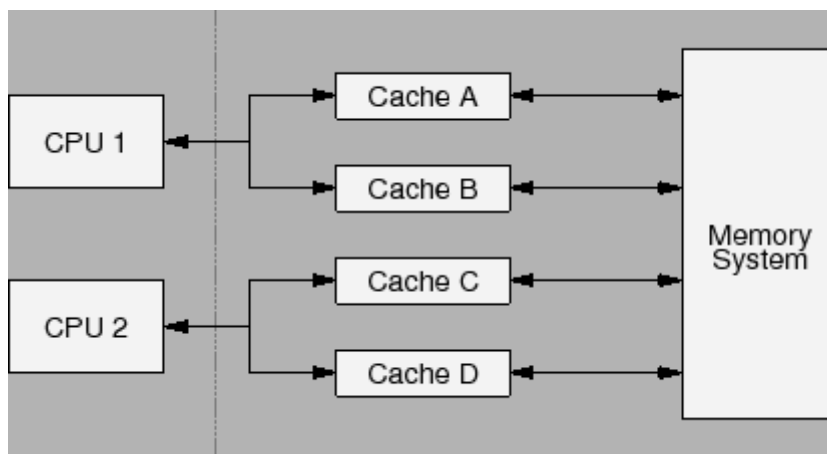 CPU 1
Cache A
Cache B
CPU 2
Cache C
Cache D
Memory
System